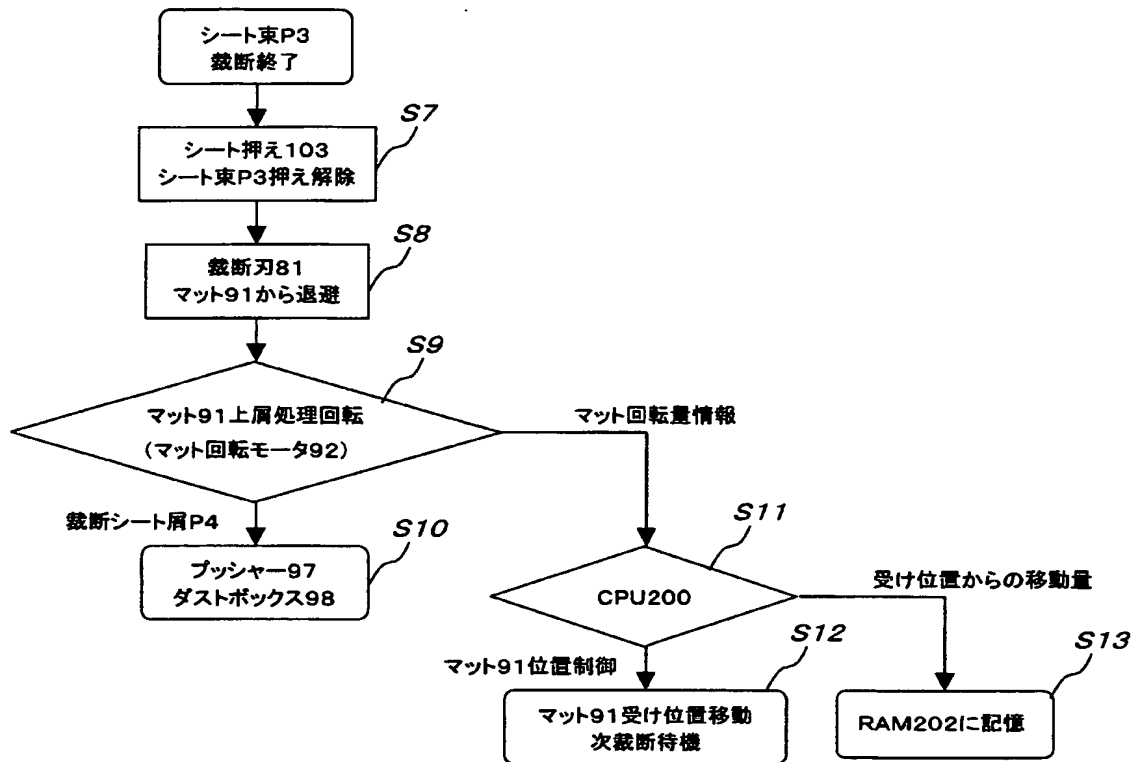 シート束P3
裁断終了
S7
シート押え103
シート束P3押え解除
S8
裁断刃81
マット91から退避
S9
マット91上屑処理回転
(マット回転モータ92)
マット回転量情報
裁断シート屑P4
S10
プッシャー97
ダストボックス98
S11
CPU200
受け位置からの移動量
マット91位置制御
S12
マット91受け位置移動
次裁断待機
S13
RAM202に記憶